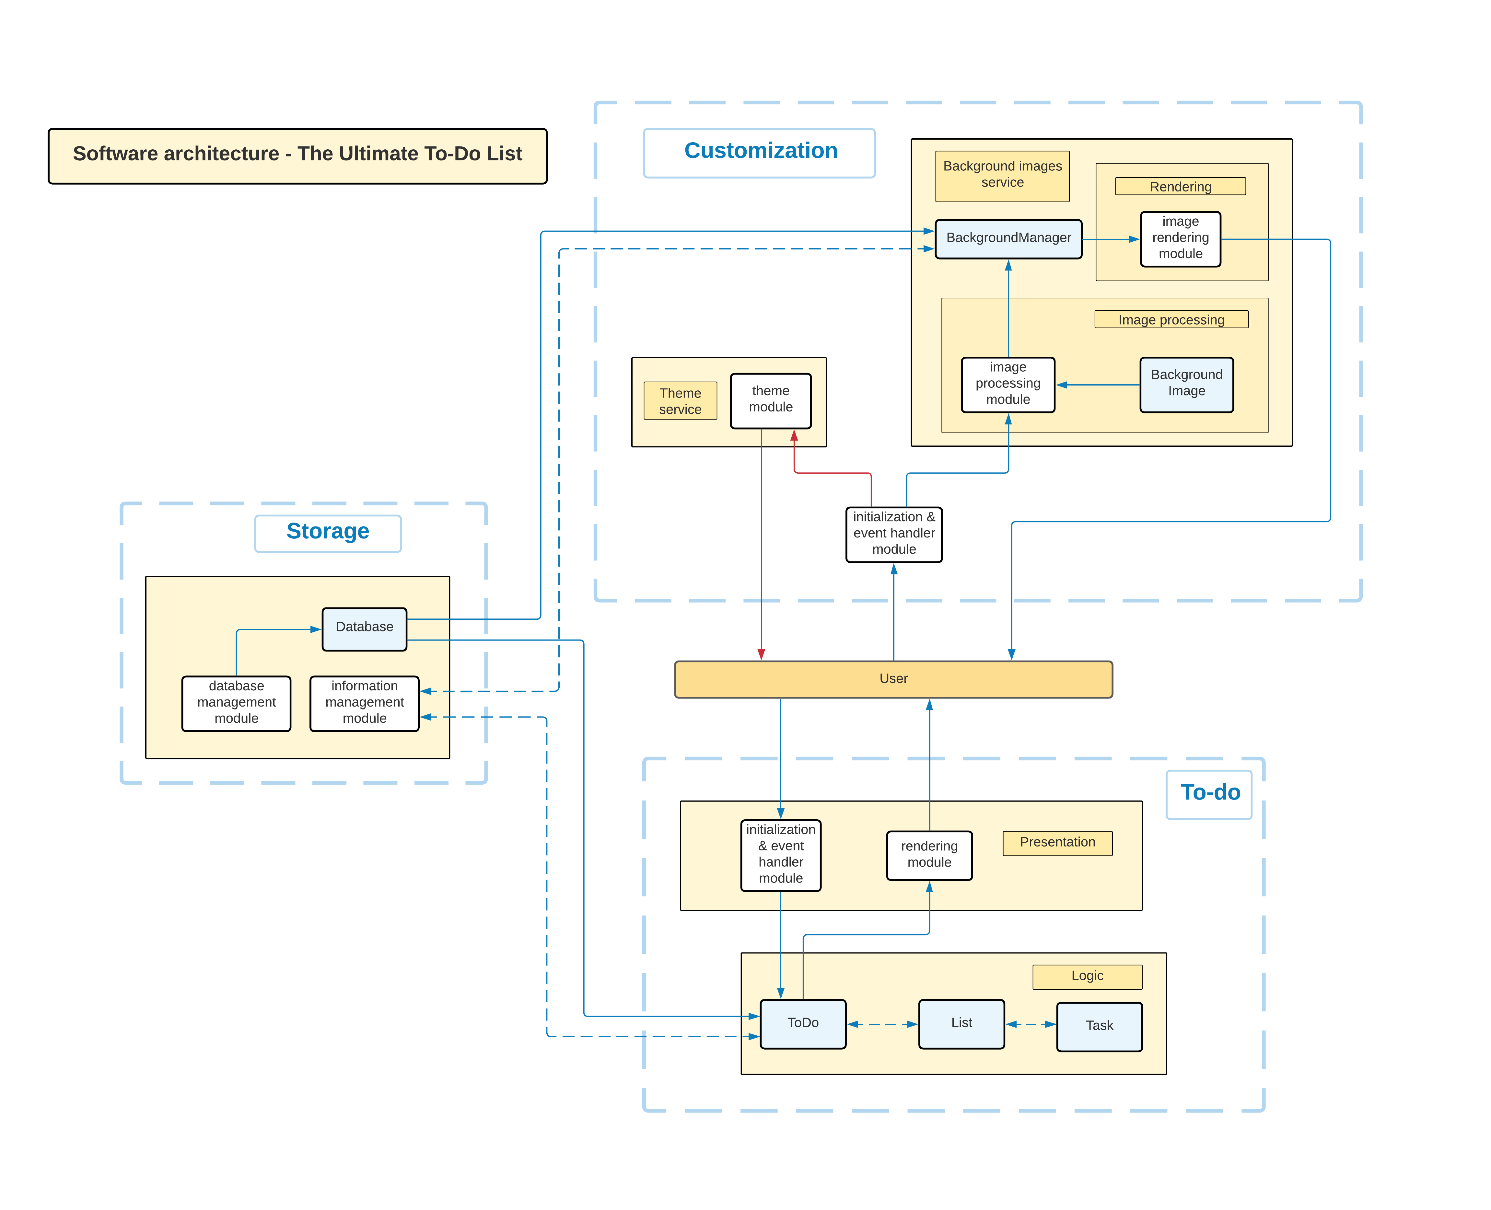 Software architecture - The Ultimate To-Do List
Customization
Background images
service
Rendering
BackgroundManager
image
rendering
module
Image processing
image
processing
module
Background
Image
Theme
service
theme
module
initialization &
event handler
module
Storage
Database
database
management
module
information
management
module
User
To-do
initialization
& event
handler
module
rendering
module
Presentation
Logic
ToDo
List
Task